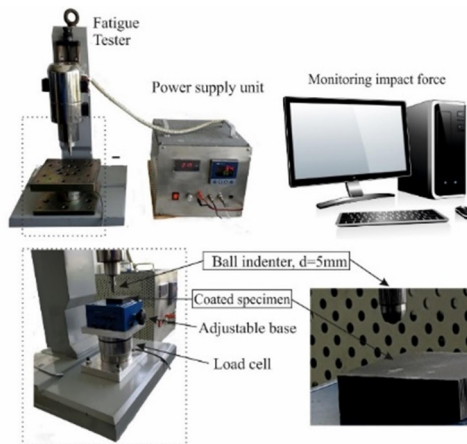 Fatigue
Tester
Power supply unit
Monitoring impact force
Ball indenter, d=5mm
Coated specimen
Adjustable base
Load cell